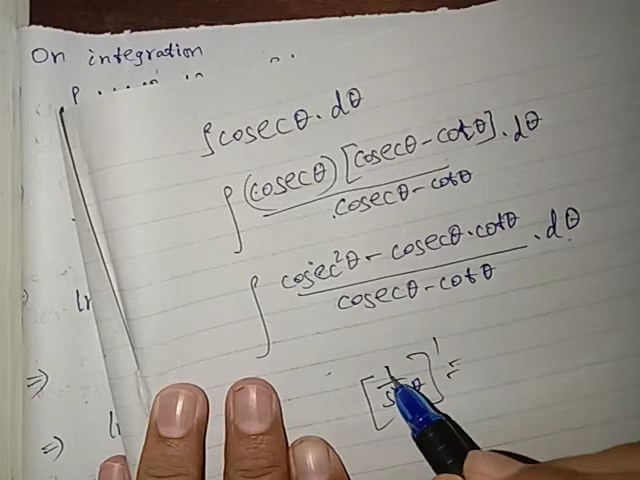 On integration
∫cosecθ.dθ
∫ (cosecθ)[cosecθ-cotθ].dθ
cosecθ-cotθ
∫ cosec²θ-cosecθ.cotθ .dθ
cosecθ-cotθ
[1/sinθ]' =
⇒
⇒